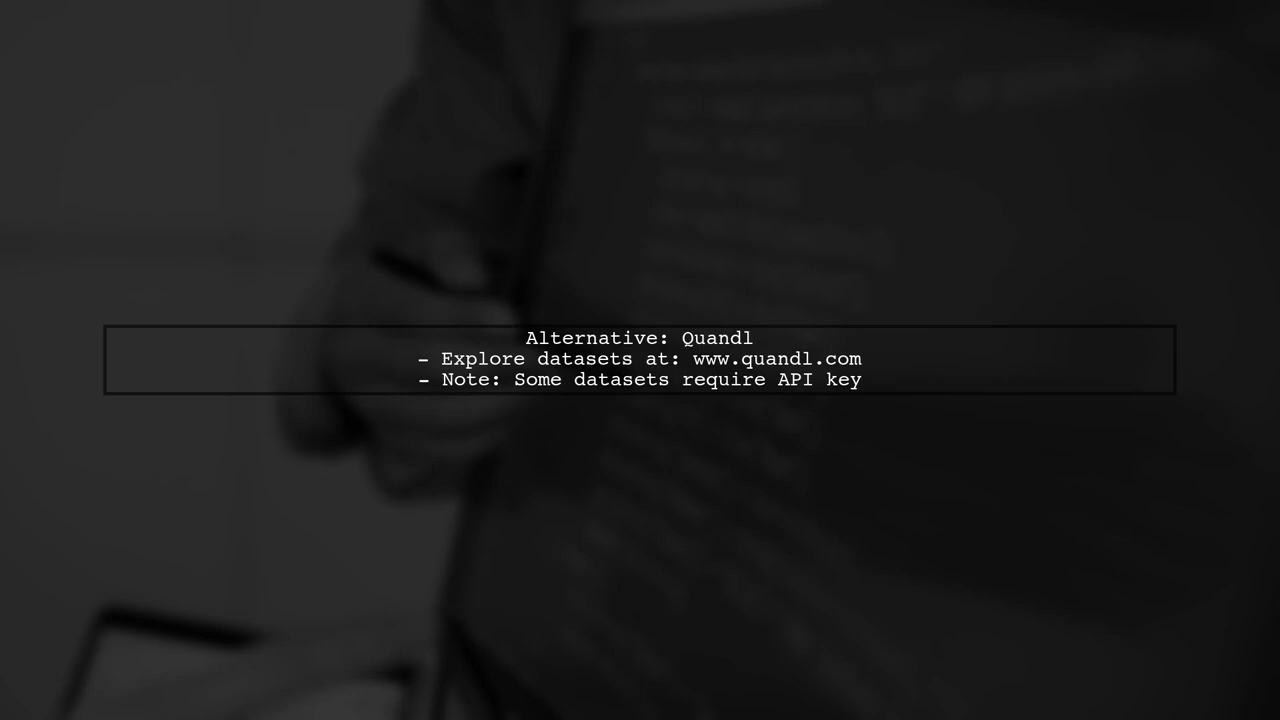 Alternative: Quandl
- Explore datasets at: www.quandl.com
- Note: Some datasets require API key